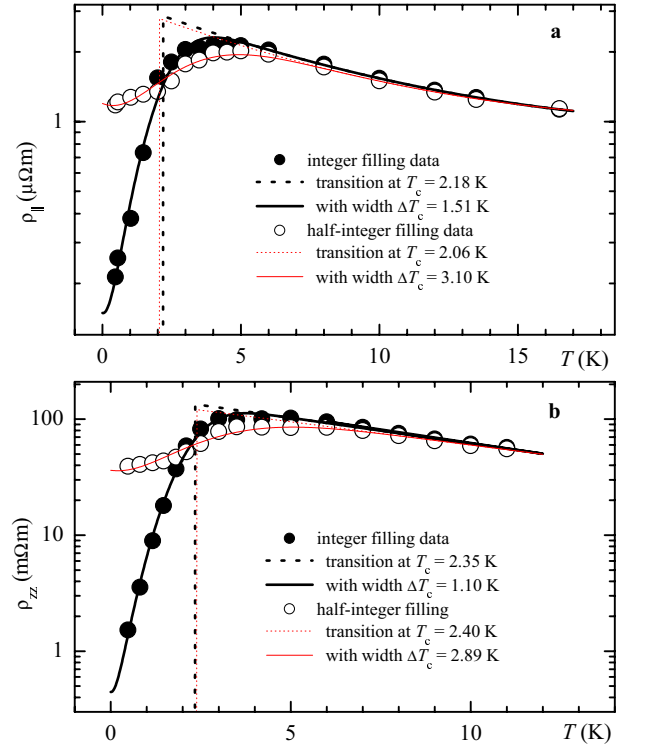 a
1
ρ|| (μΩm)
integer filling data
transition at Tc = 2.18 K
with width ΔTc = 1.51 K
half-integer filling data
transition at Tc = 2.06 K
with width ΔTc = 3.10 K
0 5 10 15 T (K)
b
100
10
1
ρzz (mΩm)
integer filling data
transition at Tc = 2.35 K
with width ΔTc = 1.10 K
half-integer filling
transition at Tc = 2.40 K
with width ΔTc = 2.89 K
0 5 10 T (K)